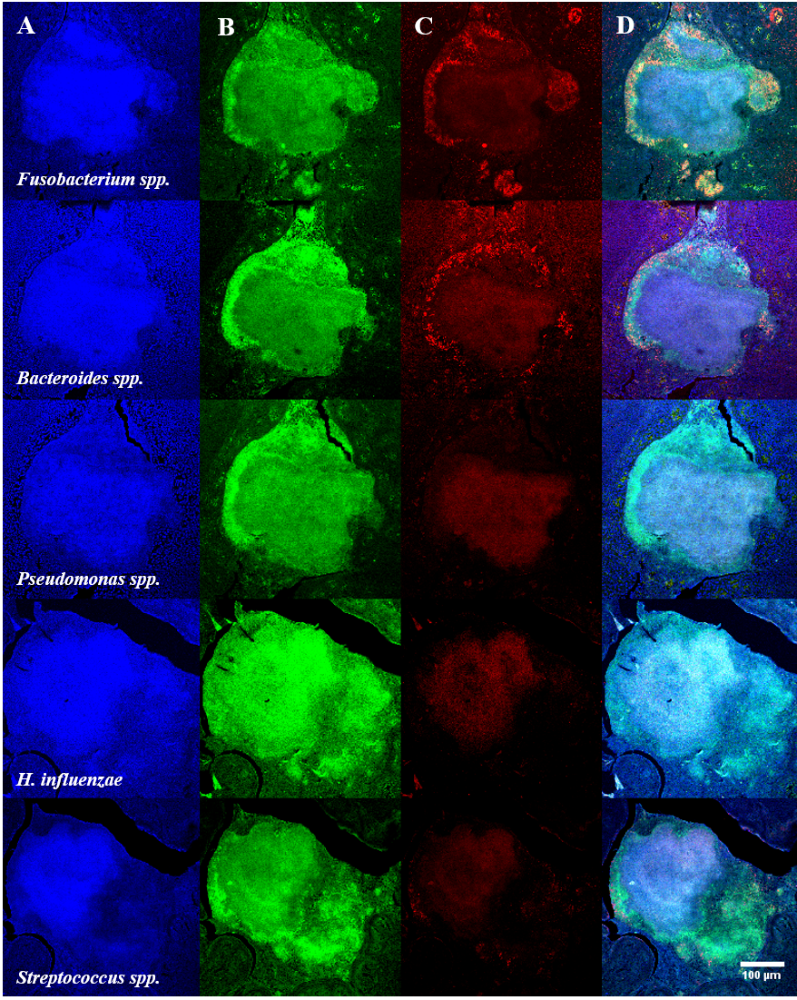 A B C D
Fusobacterium spp.
Bacteroides spp.
Pseudomonas spp.
H. influenzae
Streptococcus spp.
100 µm